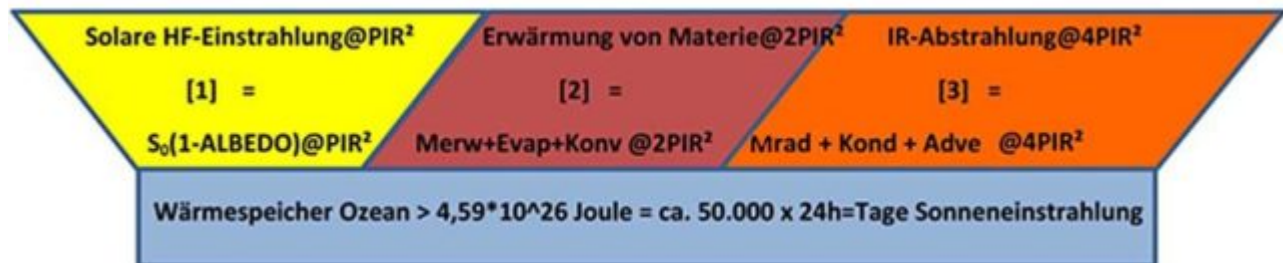 Solare HF-Einstrahlung@PIR² Erwärmung von Materie@2PIR² IR-Abstrahlung@4PIR²
[1] = [2] = [3] =
S₀(1-ALBEDO)@PIR² Merw+Evap+Konv @2PIR² Mrad + Kond + Adve @4PIR²
Wärmespeicher Ozean > 4,59*10^26 Joule = ca. 50.000 x 24h=Tage Sonneneinstrahlung